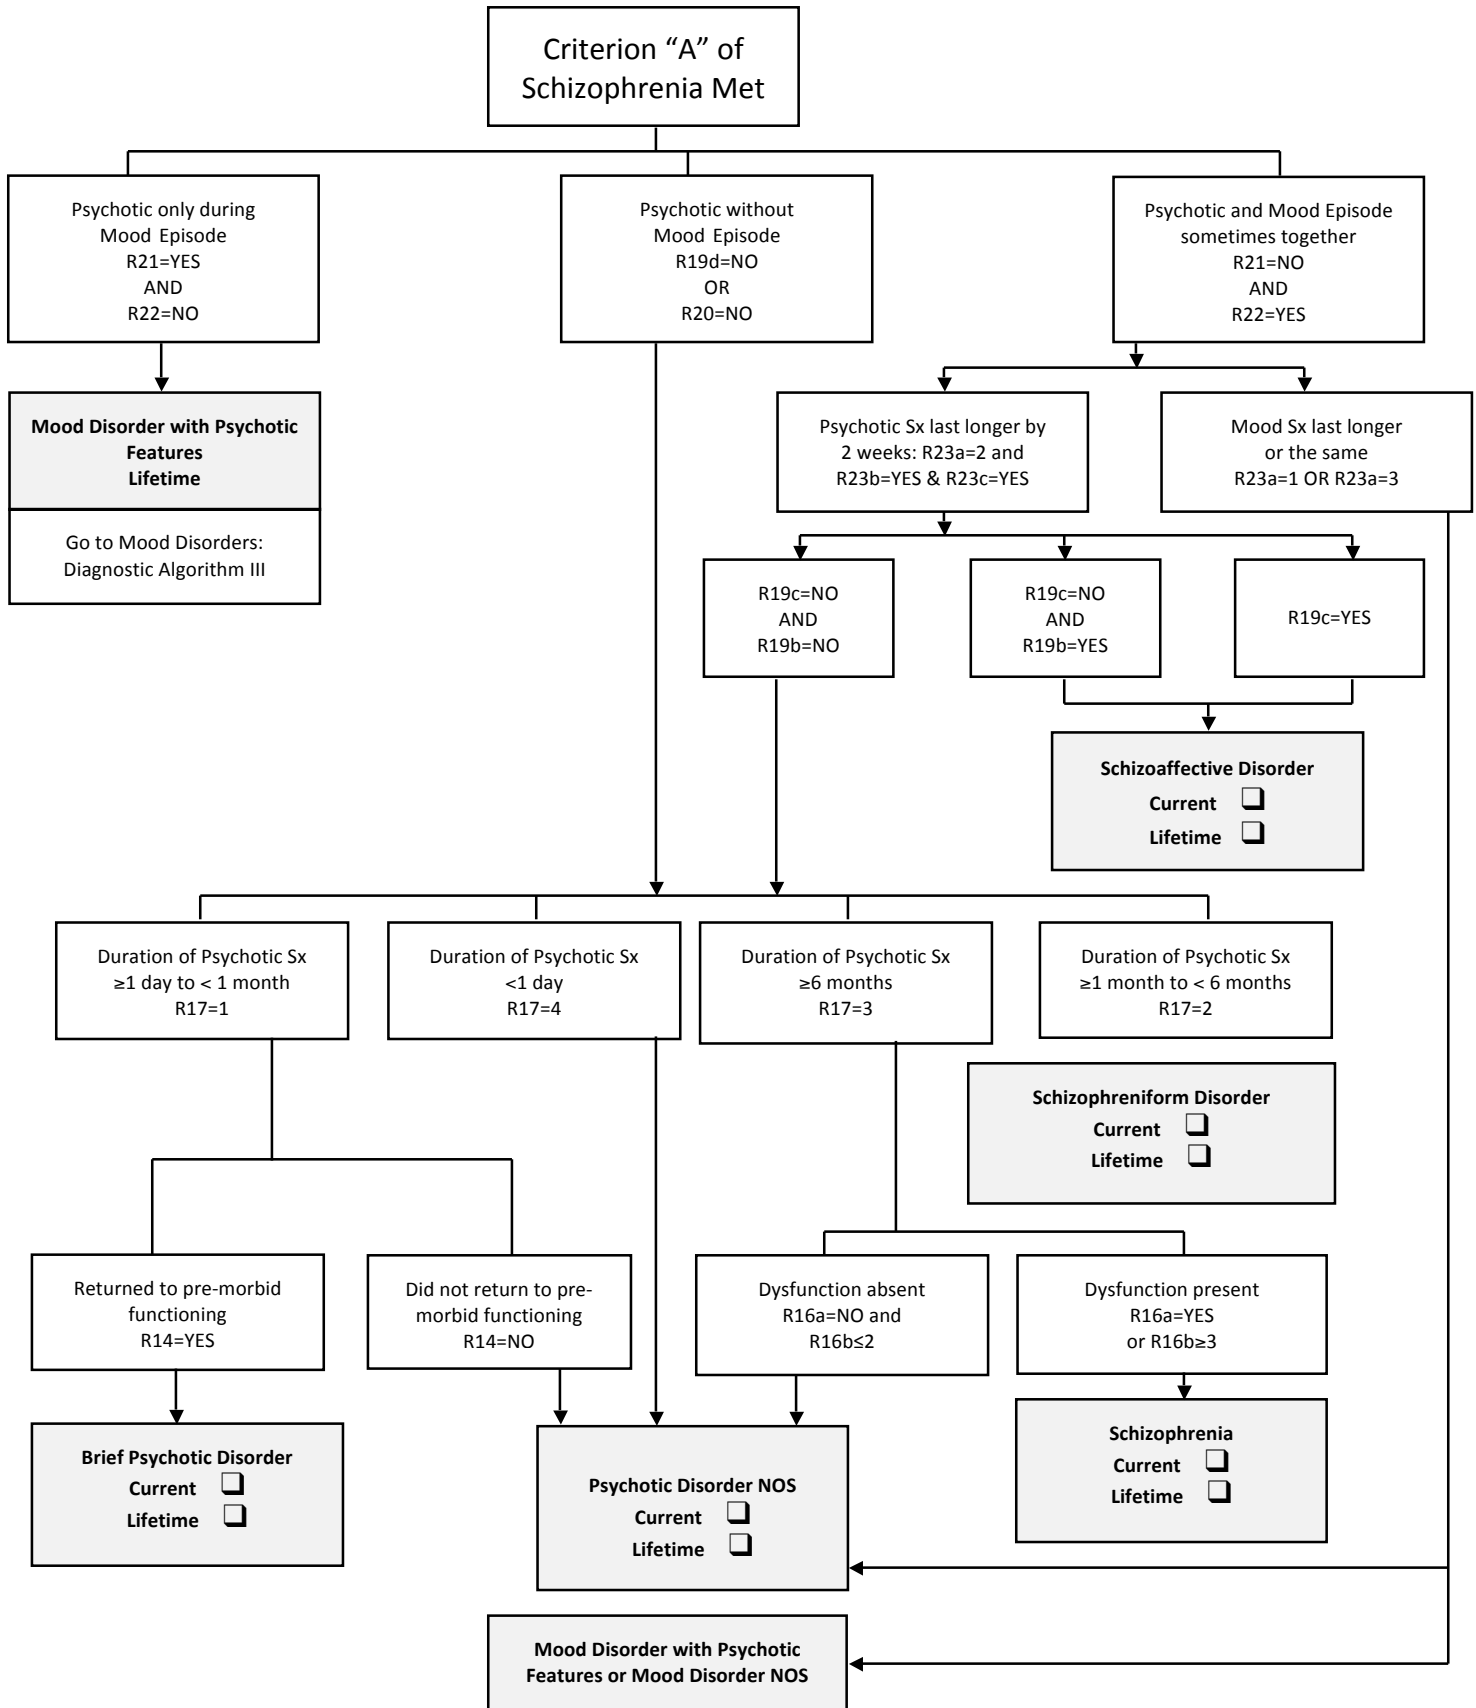 Criterion “A” of
Schizophrenia Met
Psychotic only during
Mood Episode
R21=YES
AND
R22=NO
Psychotic without
Mood Episode
R19d=NO
OR
R20=NO
Psychotic and Mood Episode
sometimes together
R21=NO
AND
R22=YES
Mood Disorder with Psychotic
Features
Lifetime
Go to Mood Disorders:
Diagnostic Algorithm III
Psychotic Sx last longer by
2 weeks: R23a=2 and
R23b=YES & R23c=YES
Mood Sx last longer
or the same
R23a=1 OR R23a=3
R19c=NO
AND
R19b=NO
R19c=NO
AND
R19b=YES
R19c=YES
Schizoaffective Disorder
Current ❑
Lifetime ❑
Duration of Psychotic Sx
≥1 day to < 1 month
R17=1
Duration of Psychotic Sx
<1 day
R17=4
Duration of Psychotic Sx
≥6 months
R17=3
Duration of Psychotic Sx
≥1 month to < 6 months
R17=2
Schizophreniform Disorder
Current ❑
Lifetime ❑
Returned to pre-morbid
functioning
R14=YES
Did not return to pre-
morbid functioning
R14=NO
Dysfunction absent
R16a=NO and
R16b≤2
Dysfunction present
R16a=YES
or R16b≥3
Brief Psychotic Disorder
Current ❑
Lifetime ❑
Psychotic Disorder NOS
Current ❑
Lifetime ❑
Schizophrenia
Current ❑
Lifetime ❑
Mood Disorder with Psychotic
Features or Mood Disorder NOS